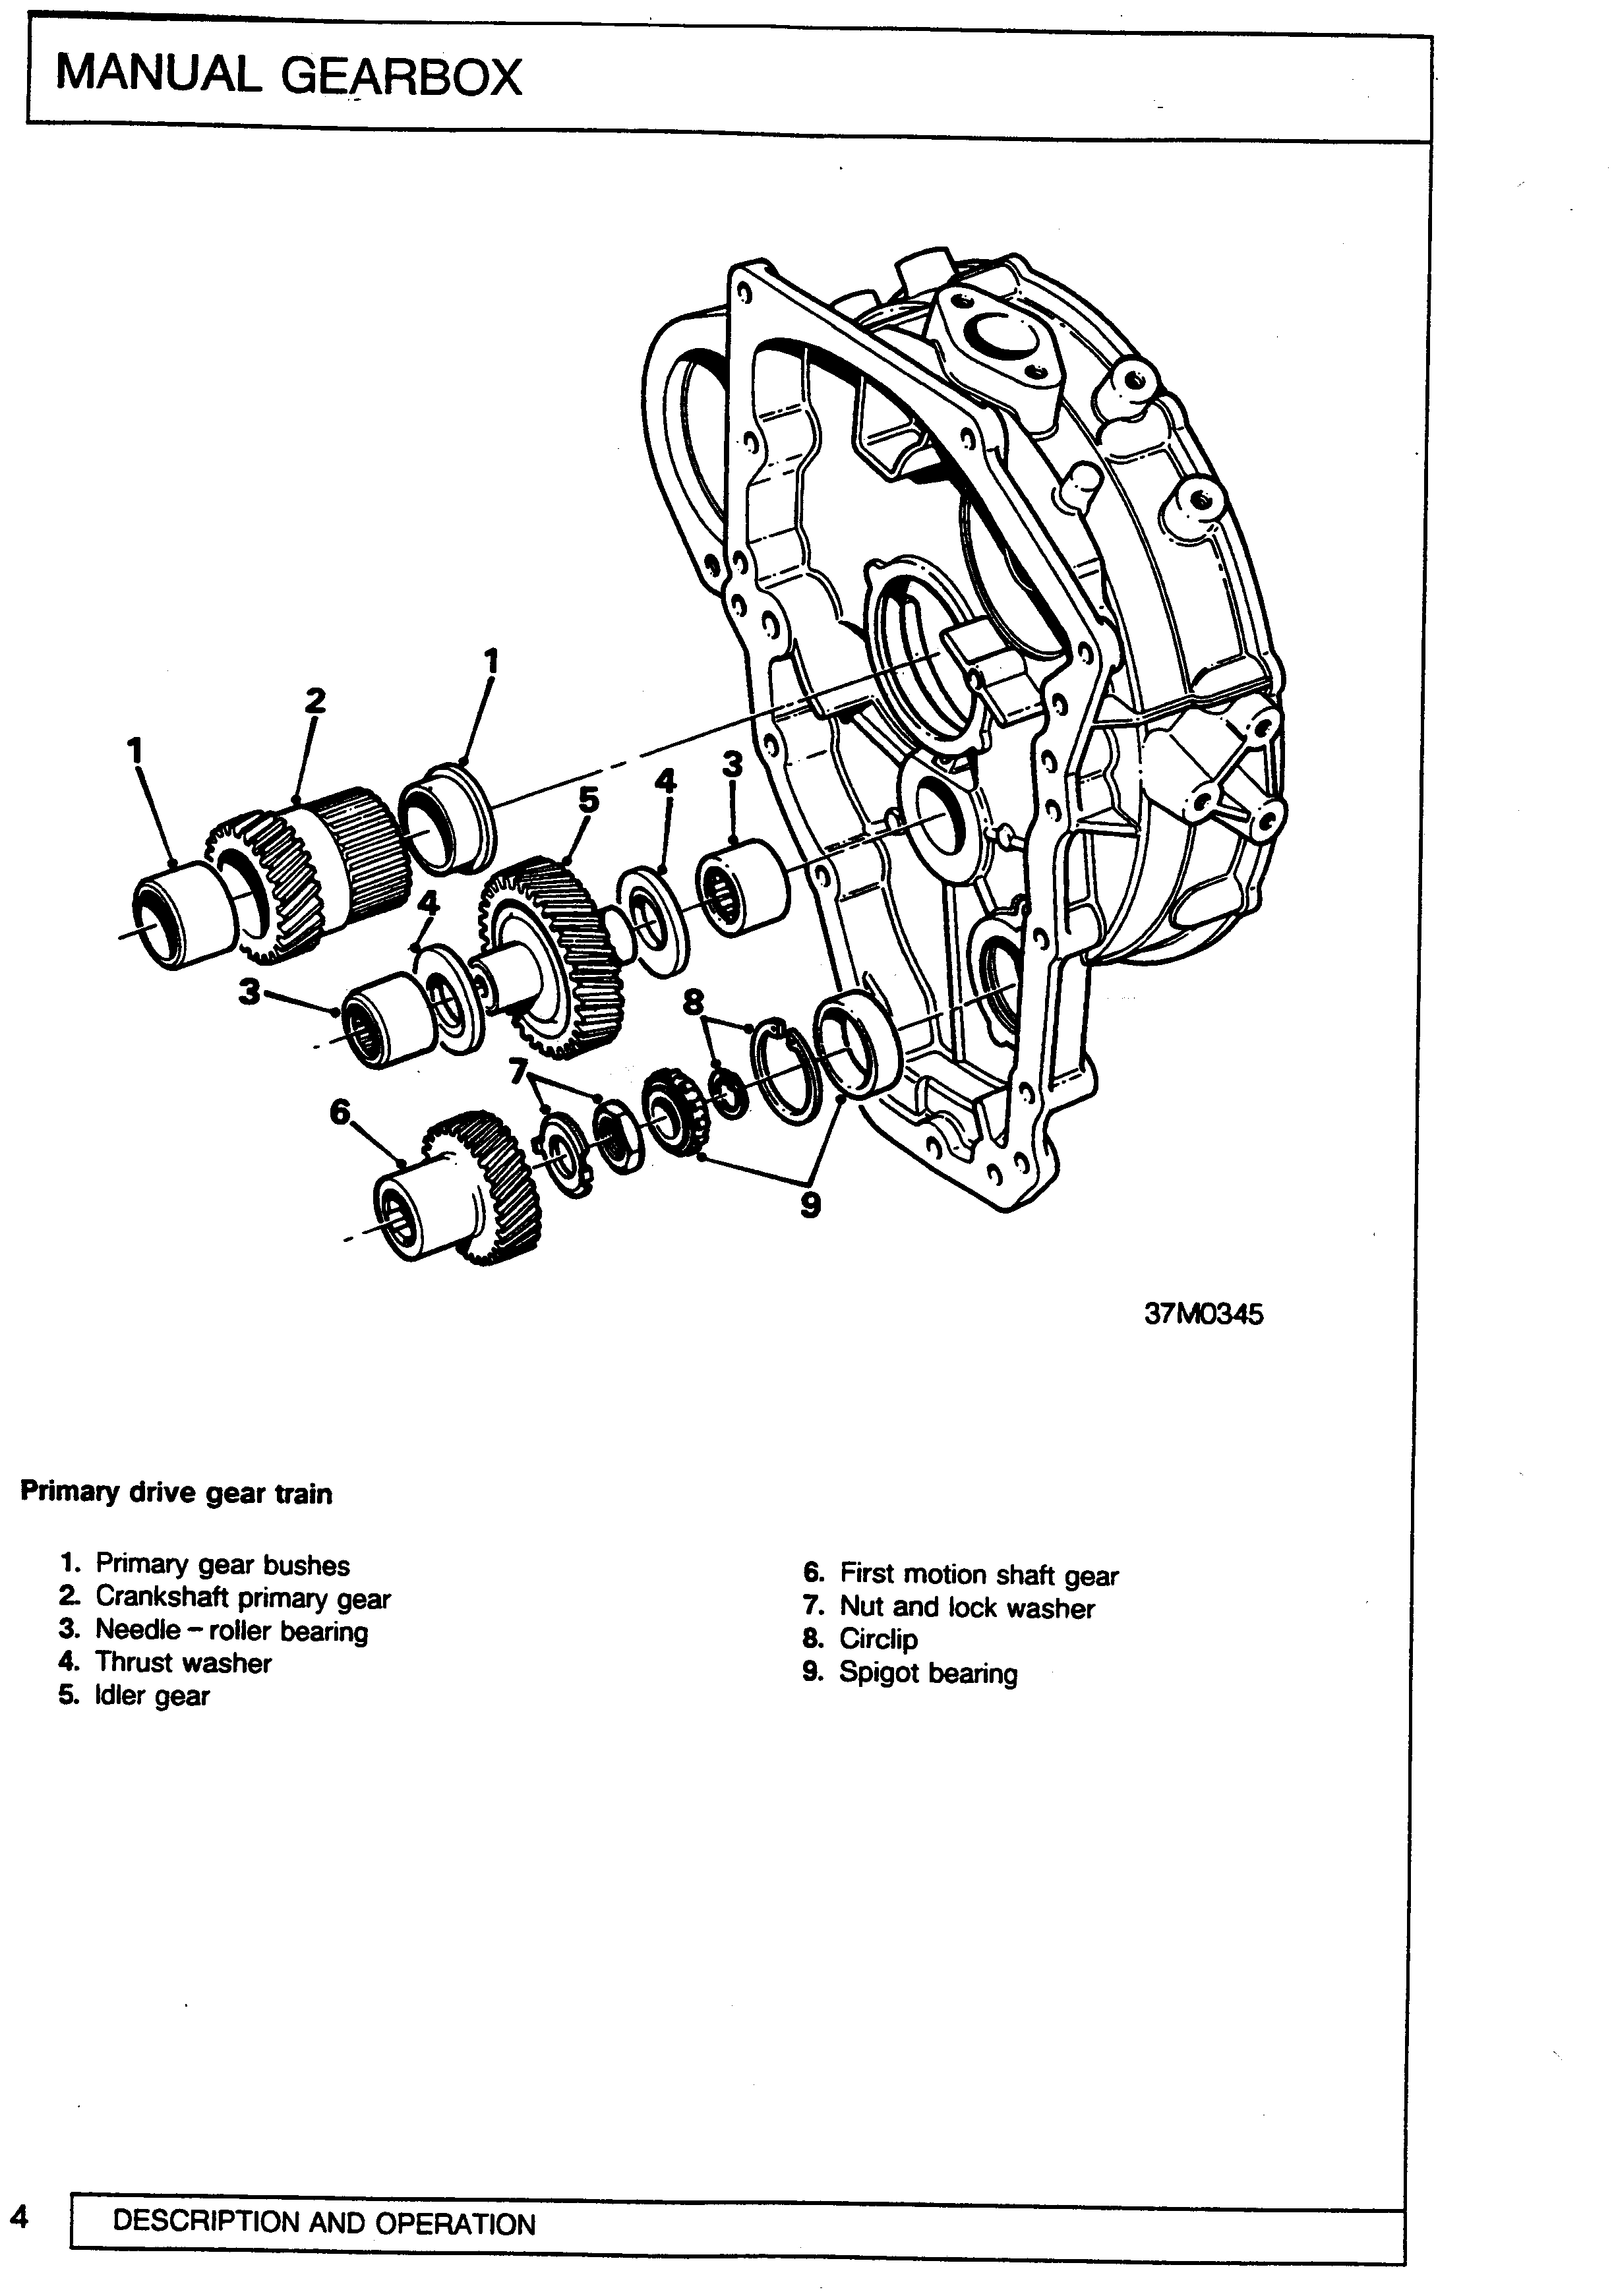 MANUAL GEARBOX
1
2
1
3
4
5
4
3
8
7
6
9
37M0345
Primary drive gear train
1. Primary gear bushes
2. Crankshaft primary gear
3. Needle – roller bearing
4. Thrust washer
5. Idler gear
6. First motion shaft gear
7. Nut and lock washer
8. Circlip
9. Spigot bearing
4
DESCRIPTION AND OPERATION